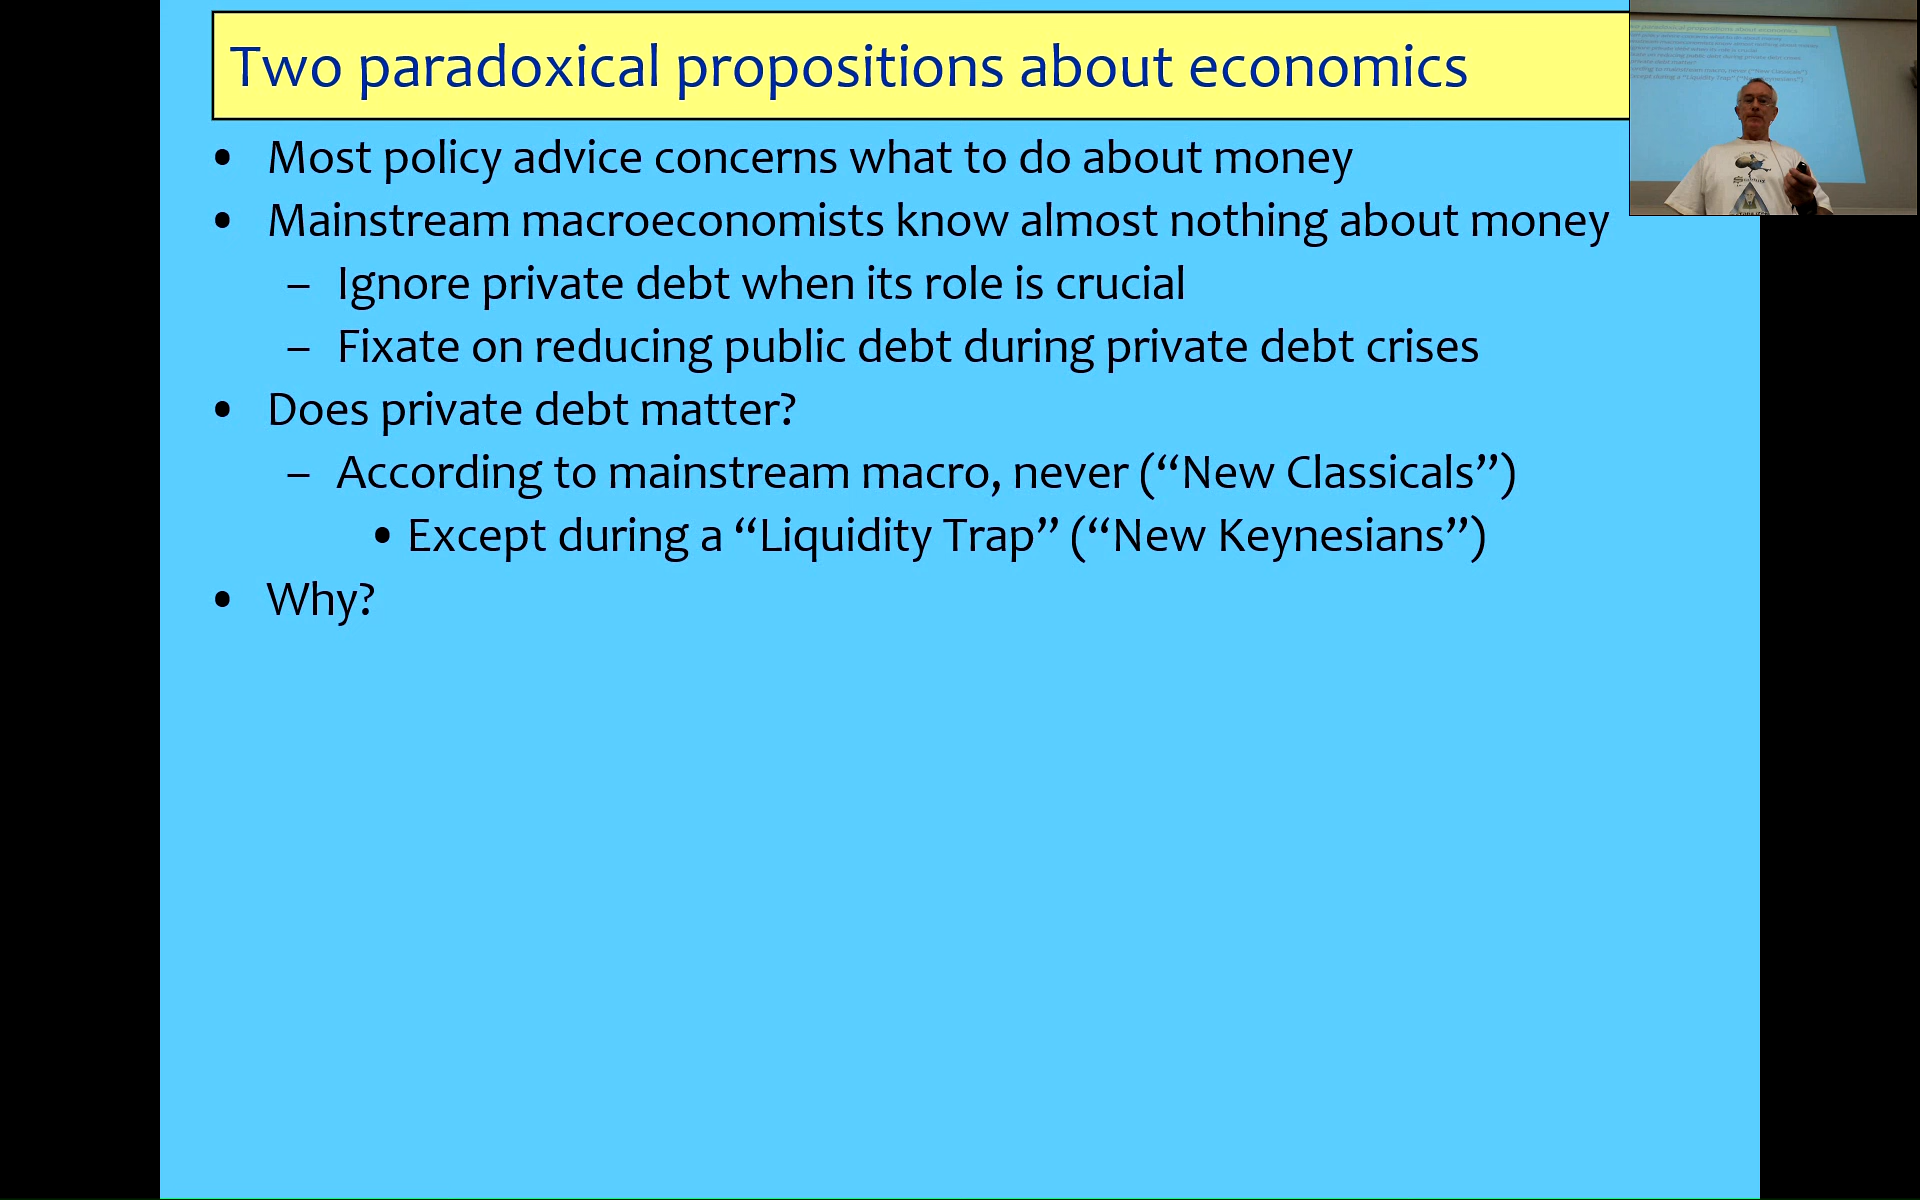 Two paradoxical propositions about economics
• Most policy advice concerns what to do about money
• Mainstream macroeconomists know almost nothing about money
– Ignore private debt when its role is crucial
– Fixate on reducing public debt during private debt crises
• Does private debt matter?
– According to mainstream macro, never (“New Classicals”)
• Except during a “Liquidity Trap” (“New Keynesians”)
• Why?